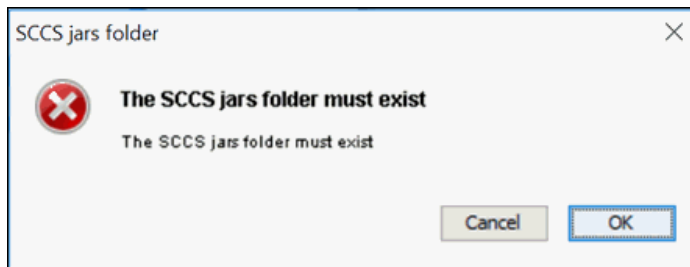 SCCS jars folder
The SCCS jars folder must exist
The SCCS jars folder must exist
Cancel OK